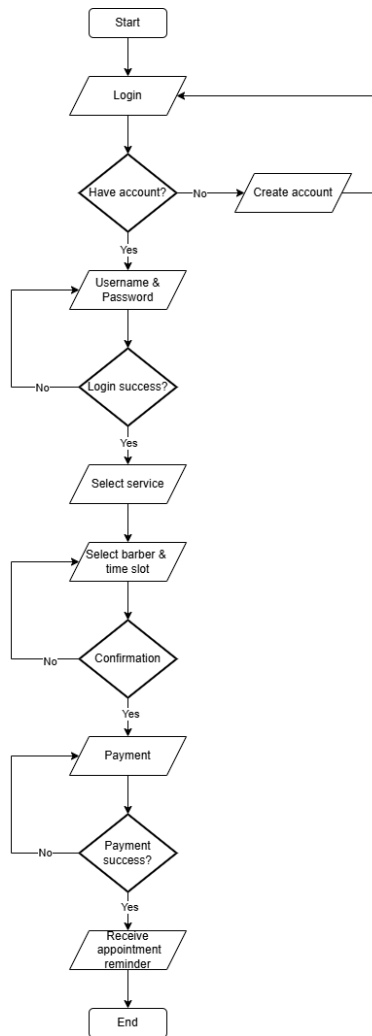 Start
Login
Have account?
No
Create account
Yes
Username &
Password
Login success?
No
Yes
Select service
Select barber &
time slot
Confirmation
No
Yes
Payment
Payment
success?
No
Yes
Receive
appointment
reminder
End